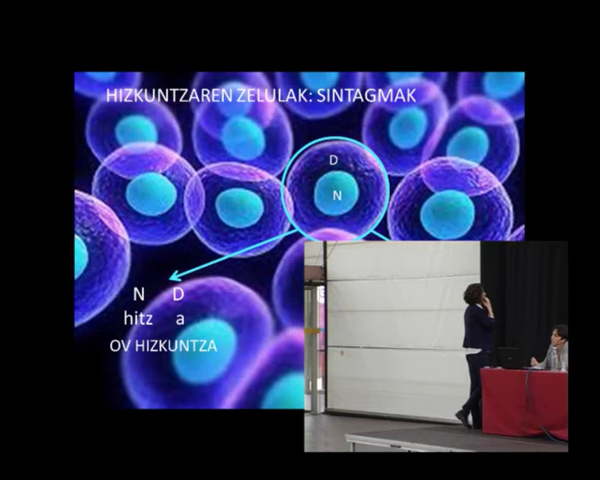 HIZKUNTZAREN ZELULAK: SINTAGMAK
D
N
N D
hitz a
OV HIZKUNTZA